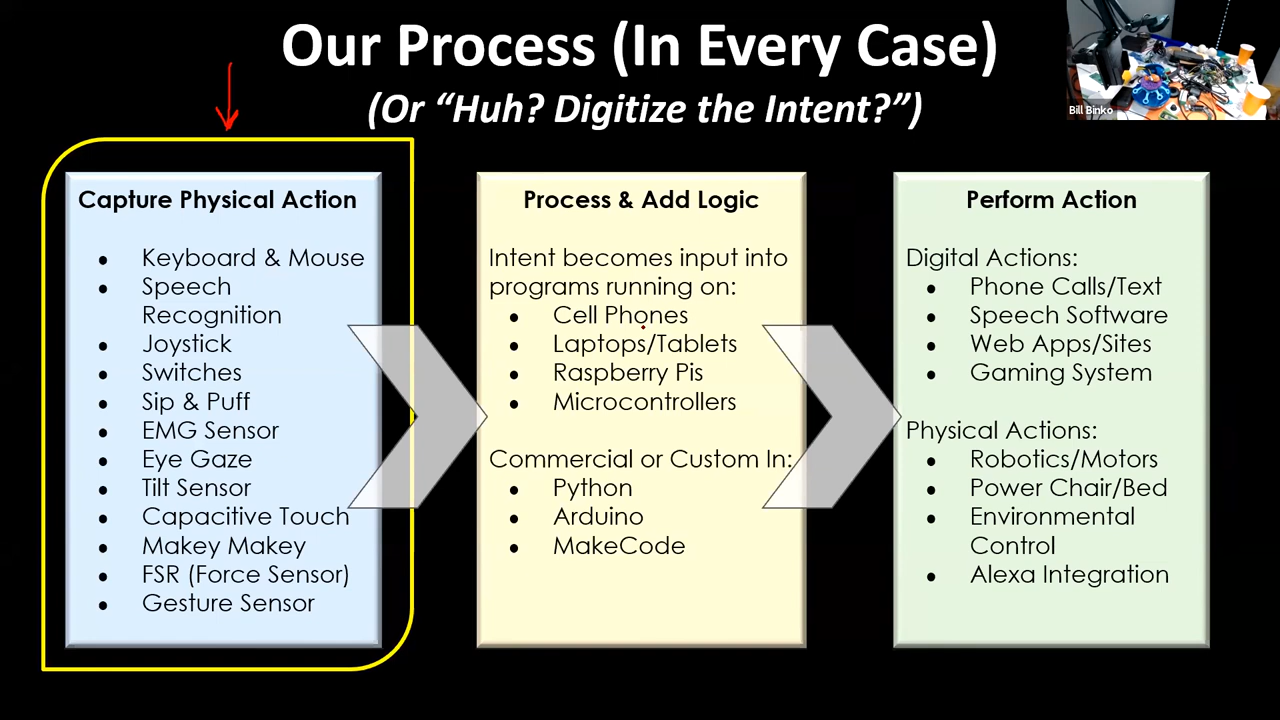 Our Process (In Every Case)
(Or “Huh? Digitize the Intent?”)
Bill Binko
Capture Physical Action
• Keyboard & Mouse
• Speech
Recognition
• Joystick
• Switches
• Sip & Puff
• EMG Sensor
• Eye Gaze
• Tilt Sensor
• Capacitive Touch
• Makey Makey
• FSR (Force Sensor)
• Gesture Sensor
Process & Add Logic
Intent becomes input into
programs running on:
• Cell Phones
• Laptops/Tablets
• Raspberry Pis
• Microcontrollers
Commercial or Custom In:
• Python
• Arduino
• MakeCode
Perform Action
Digital Actions:
• Phone Calls/Text
• Speech Software
• Web Apps/Sites
• Gaming System
Physical Actions:
• Robotics/Motors
• Power Chair/Bed
• Environmental
Control
• Alexa Integration